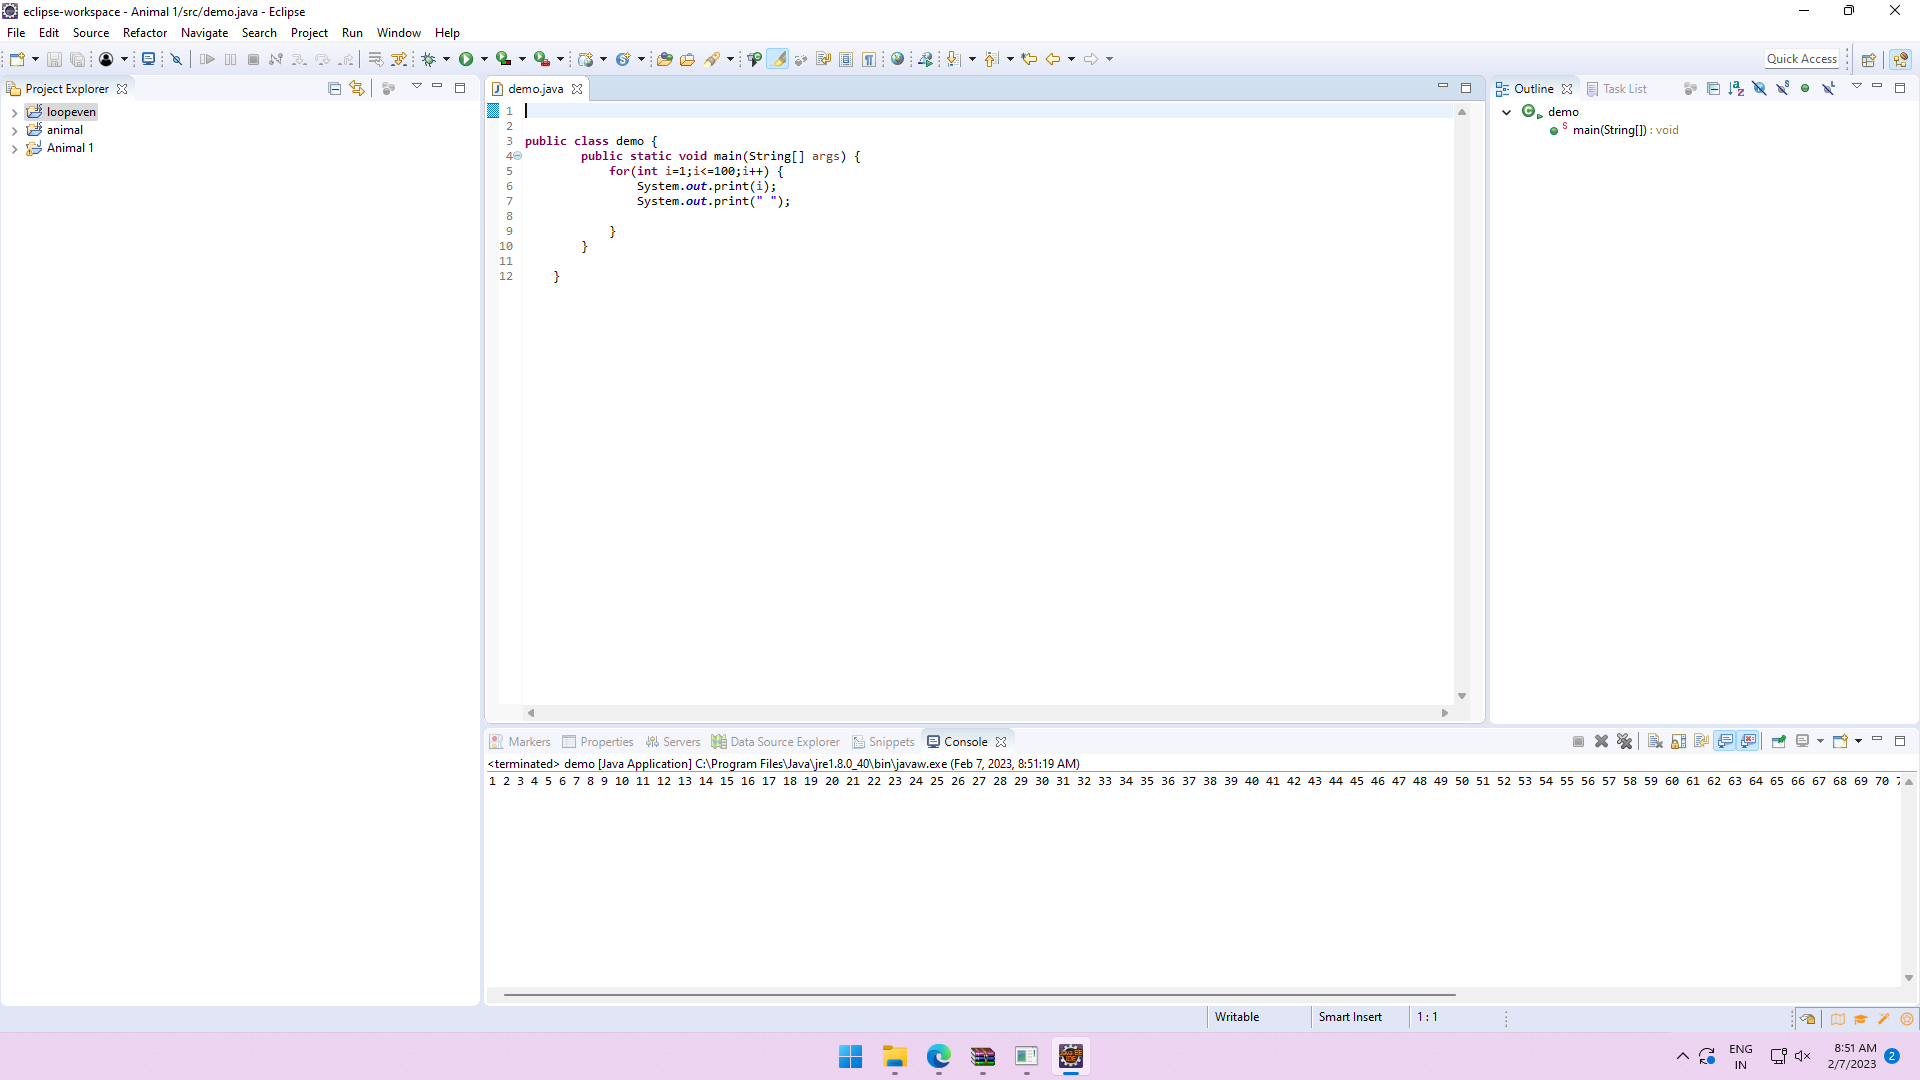 eclipse-workspace - Animal 1/src/demo.java - Eclipse
File Edit Source Refactor Navigate Search Project Run Window Help
Quick Access
Project Explorer
loopeven
animal
Animal 1
demo.java
1
2
3 public class demo {
4 public static void main(String[] args) {
5 for(int i=1;i<=100;i++) {
6 System.out.print(i);
7 System.out.print(" ");
8
9 }
10 }
11
12 }
Outline Task List
demo
main(String[]) : void
Markers Properties Servers Data Source Explorer Snippets Console
<terminated> demo [Java Application] C:\Program Files\Java\jre1.8.0_40\bin\javaw.exe (Feb 7, 2023, 8:51:19 AM)
1 2 3 4 5 6 7 8 9 10 11 12 13 14 15 16 17 18 19 20 21 22 23 24 25 26 27 28 29 30 31 32 33 34 35 36 37 38 39 40 41 42 43 44 45 46 47 48 49 50 51 52 53 54 55 56 57 58 59 60 61 62 63 64 65 66 67 68 69 70
Writable Smart Insert 1 : 1
ENG
IN
8:51 AM
2/7/2023
2